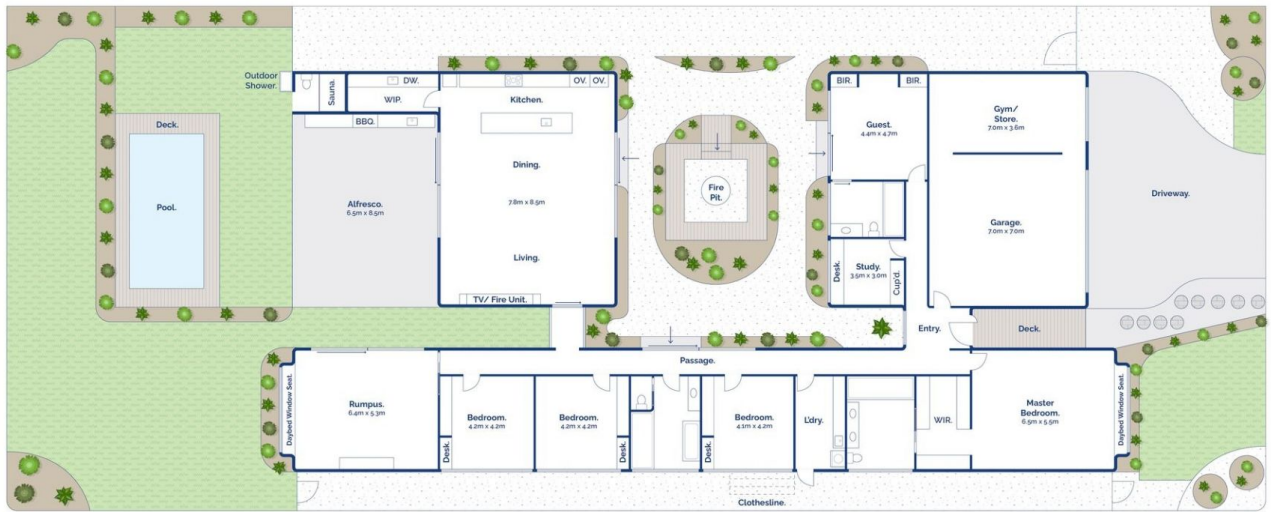 Outdoor
Shower.
Sauna.
DW.
WIP.
OV. OV.
Kitchen.
BBQ.
Deck.
Pool.
Alfresco.
6.5m x 8.5m
Dining.
7.8m x 8.5m
Living.
TV/ Fire Unit.
Fire
Pit.
BIR.
BIR.
Guest.
4.4m x 4.7m
Gym/
Store.
7.0m x 3.6m
Garage.
7.0m x 7.0m
Driveway.
Desk.
Study.
3.5m x 3.0m
Cup'd.
Entry.
Deck.
Passage.
Daybed Window Seat.
Rumpus.
6.4m x 5.3m
Bedroom.
4.2m x 4.2m
Desk.
Bedroom.
4.2m x 4.2m
Desk.
Bedroom.
4.1m x 4.2m
Desk.
L'dry.
WIR.
Master
Bedroom.
6.5m x 5.5m
Daybed Window Seat.
Clothesline.